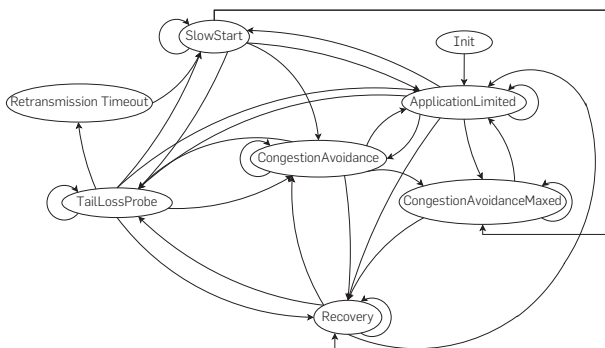 SlowStart
Init
Retransmission Timeout
ApplicationLimited
CongestionAvoidance
TailLossProbe
CongestionAvoidanceMaxed
Recovery